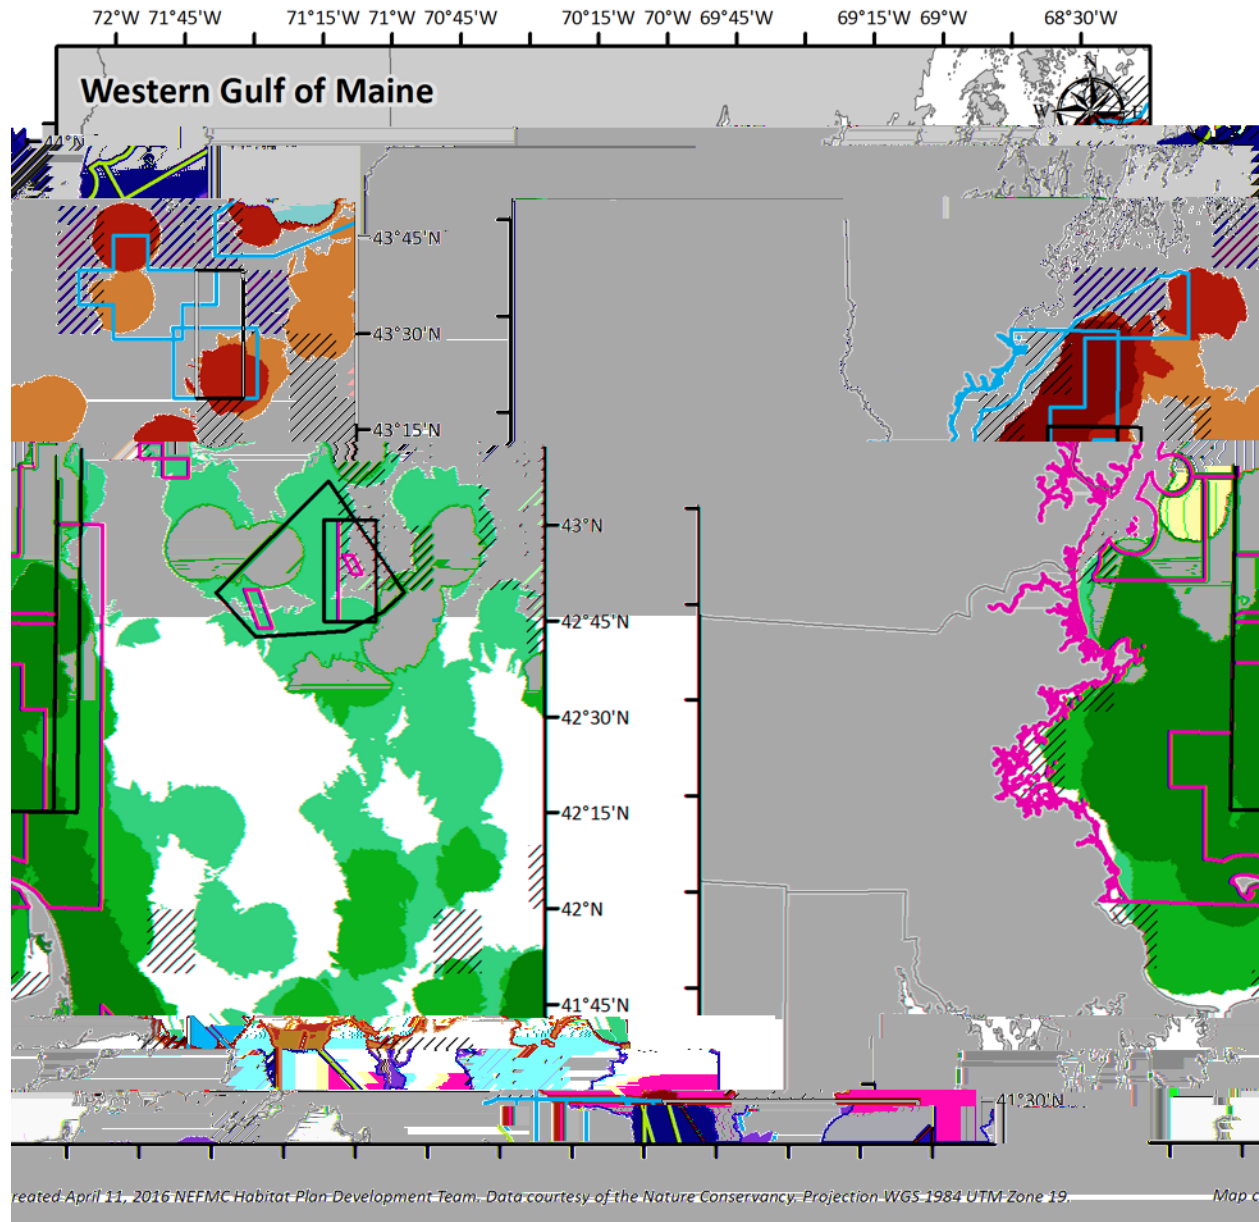 72°W 71°45'W 71°15'W 71°W 70°45'W 70°15'W 70°W 69°45'W 69°15'W 69°W 68°30'W
Western Gulf of Maine
N
W E
44°N
43°45'N
43°30'N
43°15'N
43°N
42°45'N
42°30'N
42°15'N
42°N
41°45'N
41°30'N
reated April 11, 2016 NEFMC Habitat Plan Development Team. Data courtesy of the Nature Conservancy. Projection WGS 1984 UTM Zone 19. Map c